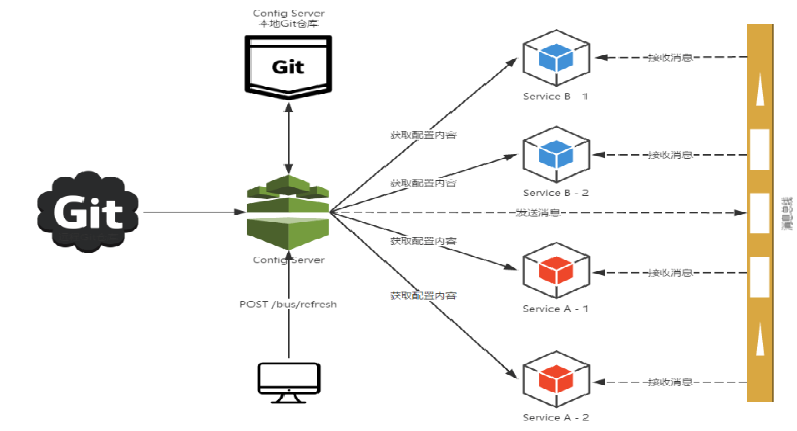 Config Server
本地Git仓库
Git
Service B - 1
接收消息
获取配置内容
Service B - 2
接收消息
获取配置内容
Git
发送消息
消息总线
Config Server
获取配置内容
Service A - 1
接收消息
POST /bus/refresh
获取配置内容
Service A - 2
接收消息